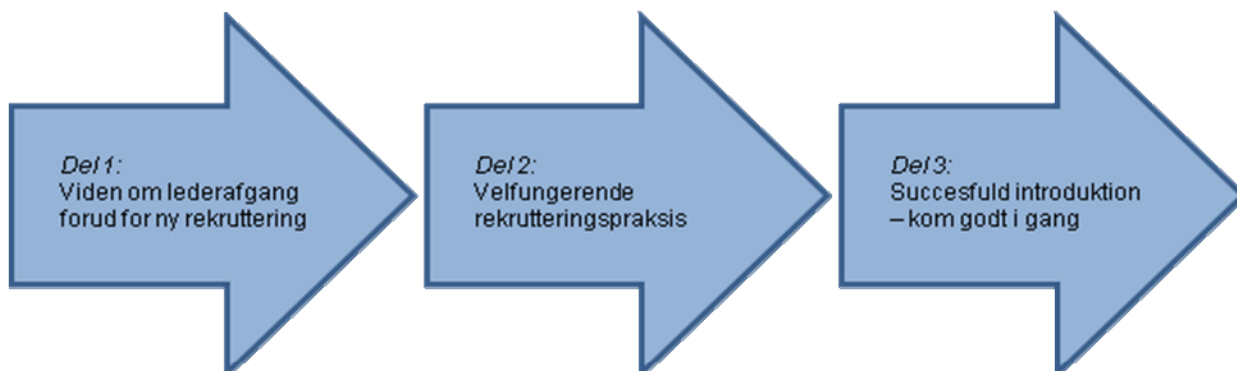 Del 1:
Viden om lederafgang
forud for ny rekruttering
Del 2:
Velfungerende
rekrutteringspraksis
Del 3:
Succesfuld introduktion
– kom godt i gang